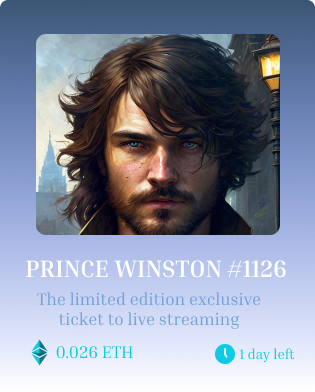 PRINCE WINSTON #1126
The limited edition exclusive
ticket to live streaming
0.026 ETH
1 day left